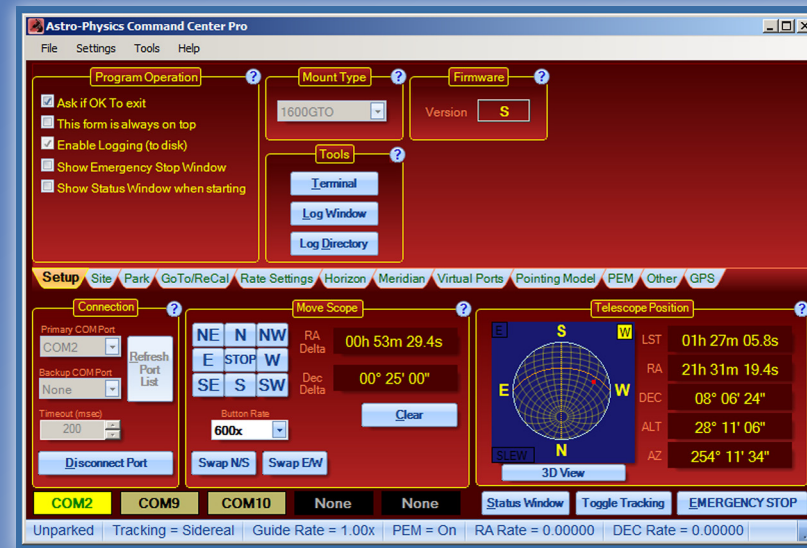 Astro-Physics Command Center Pro
File Settings Tools Help
Program Operation ?
Ask if OK To exit
This form is always on top
Enable Logging (to disk)
Show Emergency Stop Window
Show Status Window when starting
Mount Type ?
1600GTO
Firmware ?
Version S
Tools ?
Terminal
Log Window
Log Directory
Setup Site Park GoTo/ReCal Rate Settings Horizon Meridian Virtual Ports Pointing Model PEM Other GPS
Connection ?
Primary COM Port
COM2
Backup COM Port
None
Timeout (msec)
200
Refresh
Port
List
Disconnect Port
Move Scope ?
NE N NW
E STOP W
SE S SW
Button Rate
600x
Swap N/S Swap E/W
RA
Delta
00h 53m 29.4s
Dec
Delta
00° 25' 00"
Clear
Telescope Position ?
E S W
E W
SLEW N
3D View
LST 01h 27m 05.8s
RA 21h 31m 19.4s
DEC 08° 06' 24"
ALT 28° 11' 06"
AZ 254° 11' 34"
COM2 COM9 COM10 None None Status Window Toggle Tracking EMERGENCY STOP
Unparked Tracking = Sidereal Guide Rate = 1.00x PEM = On RA Rate = 0.00000 DEC Rate = 0.00000